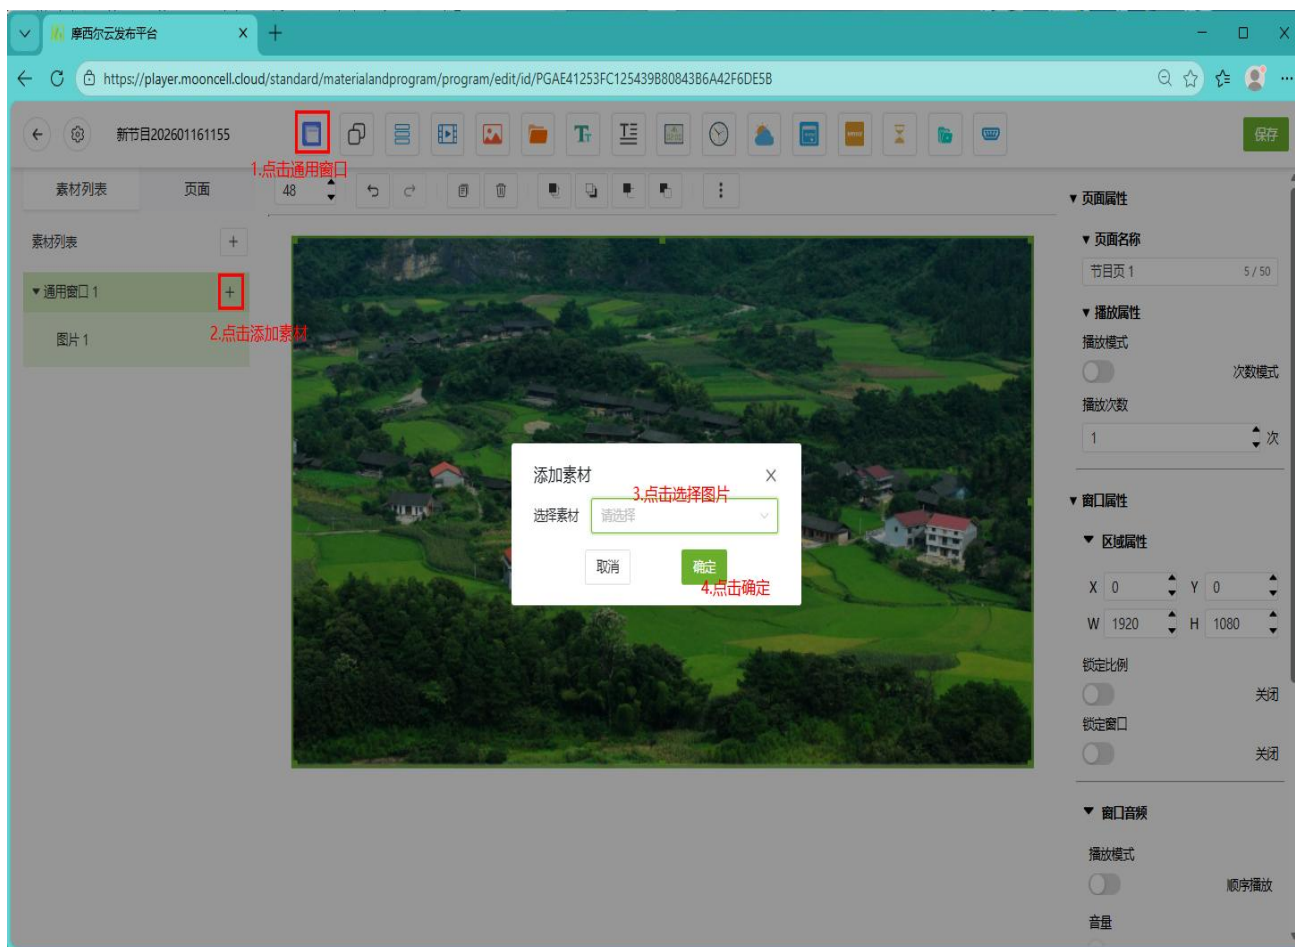 摩西尔云发布平台
https://player.mooncell.cloud/standard/materialandprogram/program/edit/id/PGAE41253FC125439B80843B6A42F6DE5B
新节目202601161155
保存
1.点击通用窗口
素材列表
页面
48
页面属性
素材列表
页面名称
节目页 1
5 / 50
通用窗口 1
2.点击添加素材
图片 1
播放属性
播放模式
次数模式
播放次数
1
次
添加素材
3.点击选择图片
选择素材
请选择
取消
确定
4.点击确定
窗口属性
区域属性
X 0 Y 0
W 1920 H 1080
锁定比例
关闭
锁定窗口
关闭
窗口音频
播放模式
顺序播放
音量